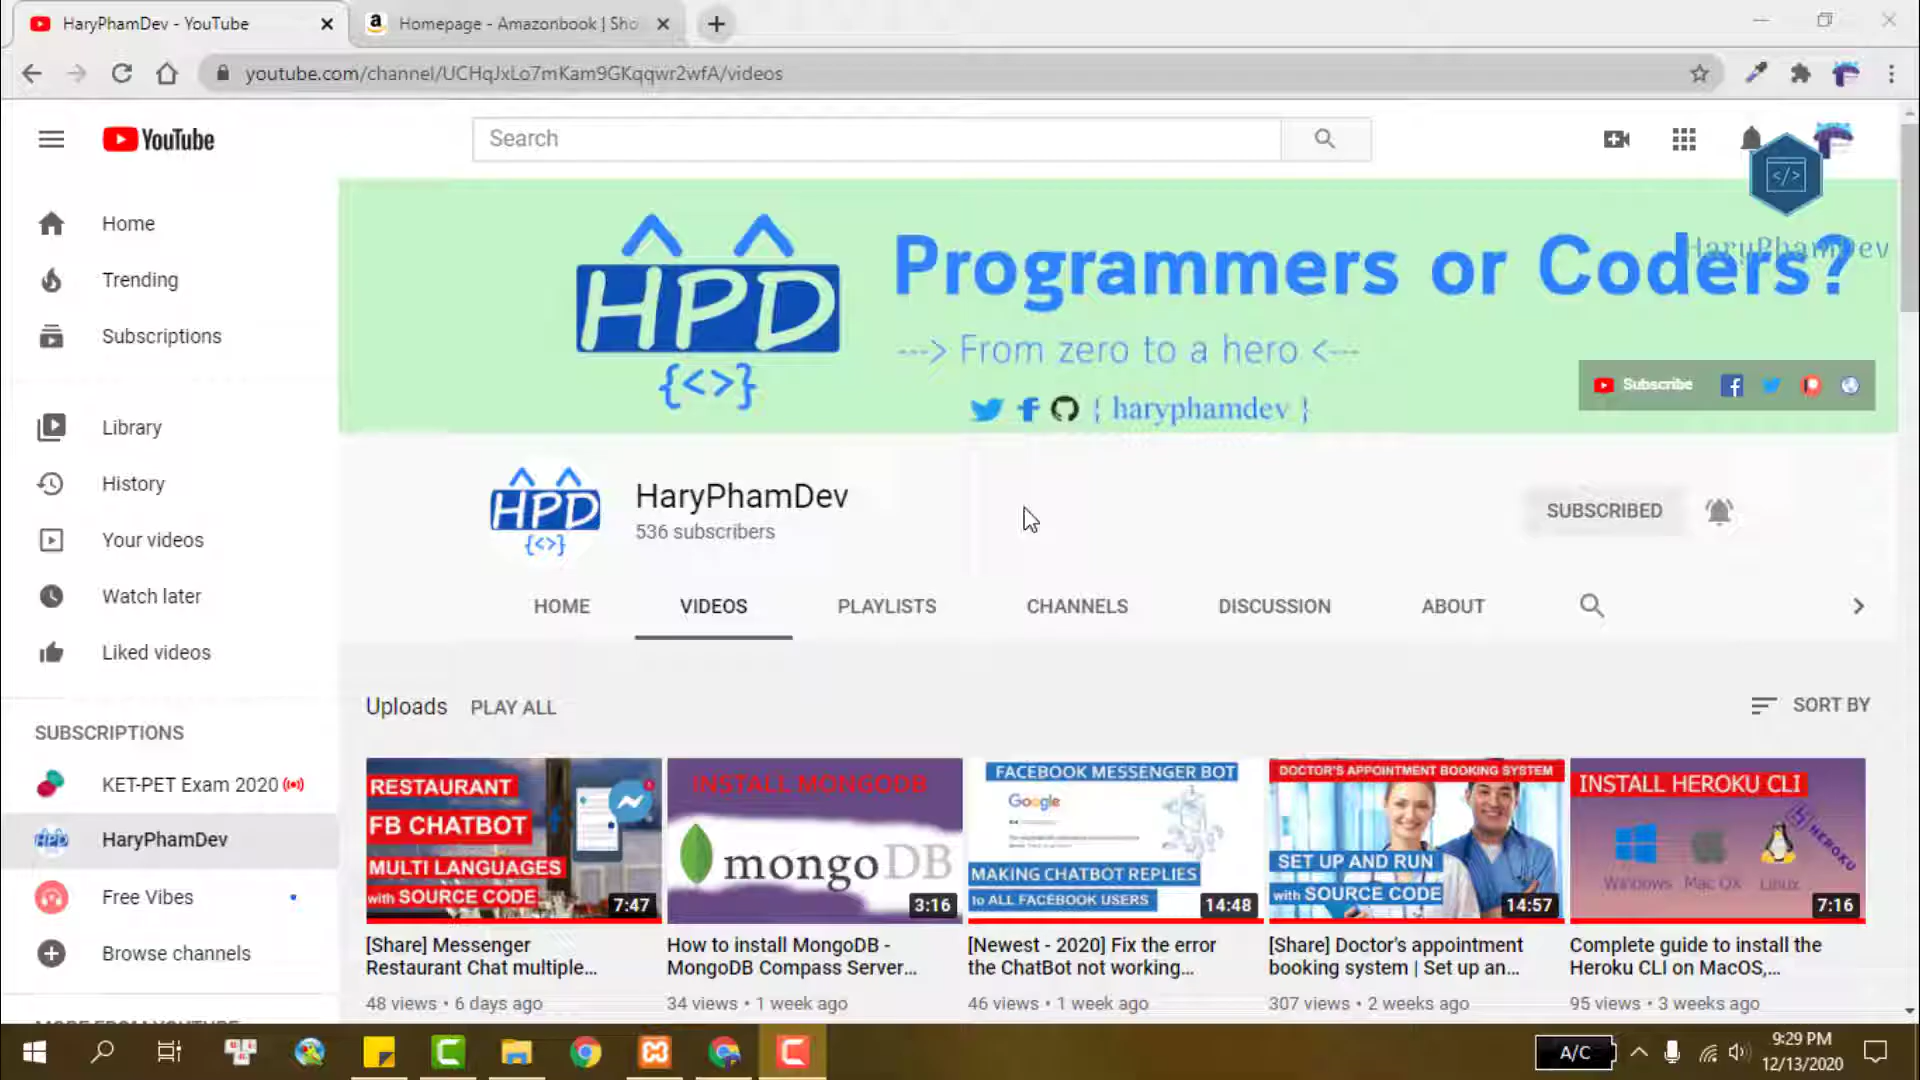 HaryPhamDev - YouTube
Homepage - Amazonbook | Sho
youtube.com/channel/UCHqJxLo7mKam9GKqqwr2wfA/videos
YouTube
Search
Home
Trending
Subscriptions
Library
History
Your videos
Watch later
Liked videos
SUBSCRIPTIONS
KET-PET Exam 2020
HaryPhamDev
Free Vibes
Browse channels
HPD
{<>}
Programmers or Coders?
---> From zero to a hero <---
{ haryphamdev }
</>
HaryPhamDev
Subscribe
HPD
{<>}
HaryPhamDev
536 subscribers
SUBSCRIBED
HOME
VIDEOS
PLAYLISTS
CHANNELS
DISCUSSION
ABOUT
Uploads
PLAY ALL
SORT BY
RESTAURANT
FB CHATBOT
MULTI LANGUAGES
with SOURCE CODE
7:47
[Share] Messenger
Restaurant Chat multiple...
48 views • 6 days ago
INSTALL MONGODB
mongoDB
3:16
How to install MongoDB -
MongoDB Compass Server...
34 views • 1 week ago
FACEBOOK MESSENGER BOT
Google
MAKING CHATBOT REPLIES
to ALL FACEBOOK USERS
14:48
[Newest - 2020] Fix the error
the ChatBot not working...
46 views • 1 week ago
DOCTOR'S APPOINTMENT BOOKING SYSTEM
SET UP AND RUN
with SOURCE CODE
14:57
[Share] Doctor's appointment
booking system | Set up an...
307 views • 2 weeks ago
INSTALL HEROKU CLI
HEROKU
Windows
Mac OX
Linux
7:16
Complete guide to install the
Heroku CLI on MacOS,...
95 views • 3 weeks ago
A/C
9:29 PM
12/13/2020